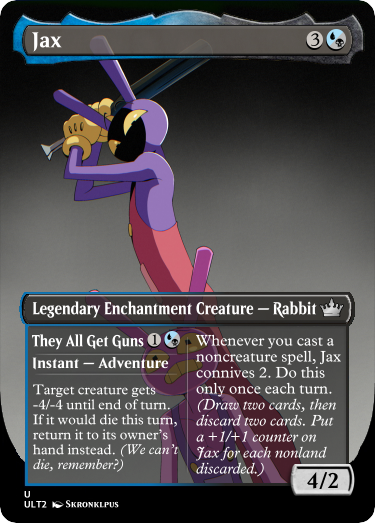 Jax 3
Legendary Enchantment Creature — Rabbit
They All Get Guns 1
Instant — Adventure
Target creature gets
-4/-4 until end of turn.
If it would die this turn,
return it to its owner's
hand instead. (We can't
die, remember?)
Whenever you cast a
noncreature spell, Jax
connives 2. Do this
only once each turn.
(Draw two cards, then
discard two cards. Put
a +1/+1 counter on
Jax for each nonland
discarded.)
4/2
U
ULT2 Skronklpus